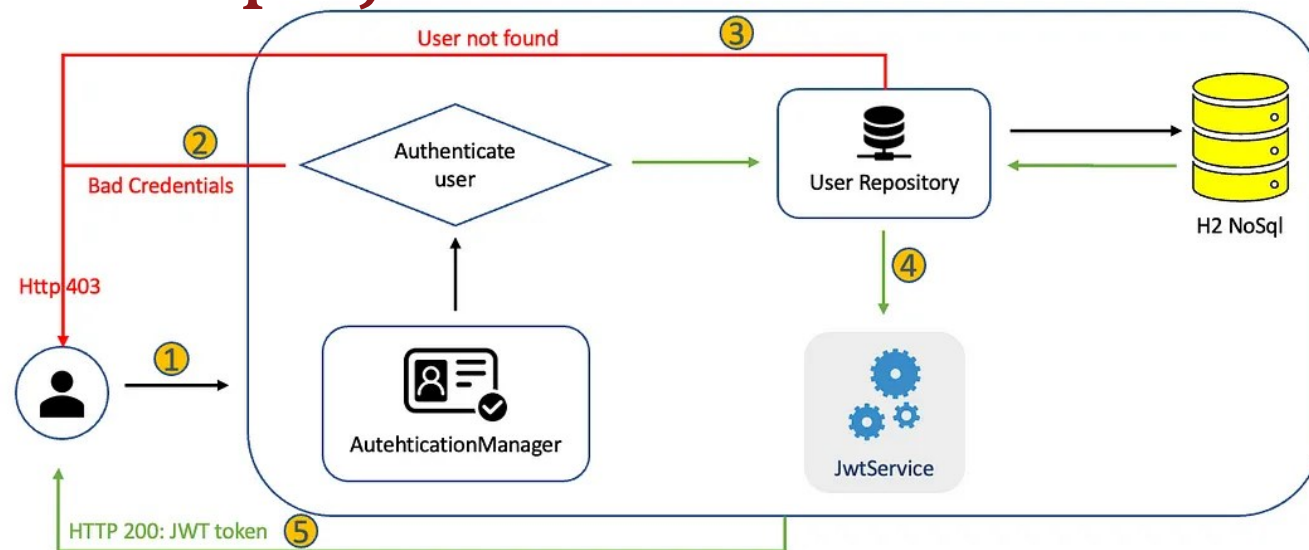 User not found
3
2
Authenticate
user
Bad Credentials
User Repository
H2 NoSql
4
Http 403
1
AutehticationManager
JwtService
HTTP 200: JWT token
5